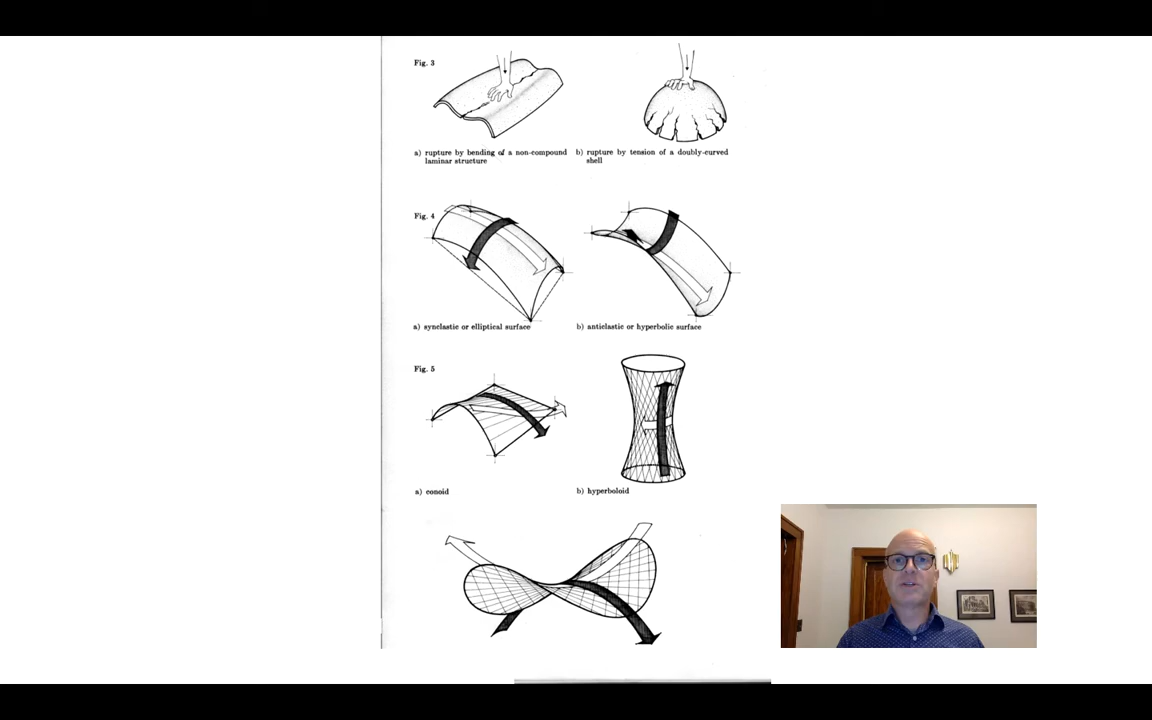 Fig. 3
a) rupture by bending of a non-compound
laminar structure
b) rupture by tension of a doubly-curved
shell
Fig. 4
a) synclastic or elliptical surface
b) anticlastic or hyperbolic surface
Fig. 5
a) conoid
b) hyperboloid